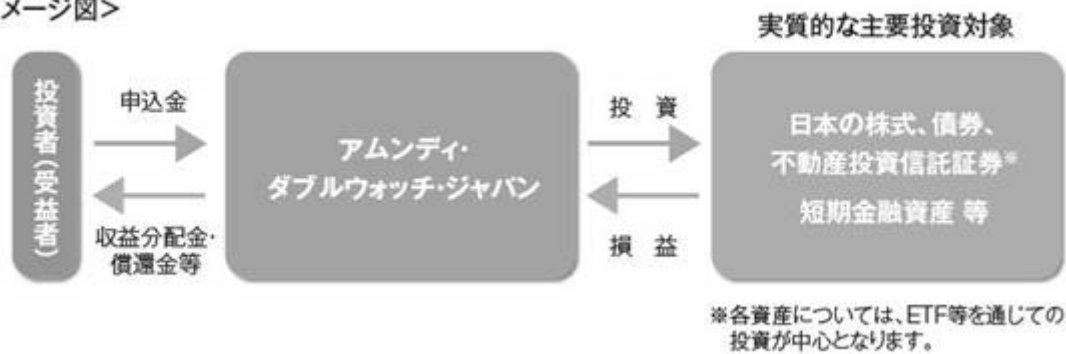 メージ図>
実質的な主要投資対象
投資者(受益者)
申込金
収益分配金・
償還金等
アムンディ・
ダブルウォッチ・ジャパン
投 資
損 益
日本の株式、債券、
不動産投資信託証券※
短期金融資産 等
※各資産については、ETF等を通じての
投資が中心となります。